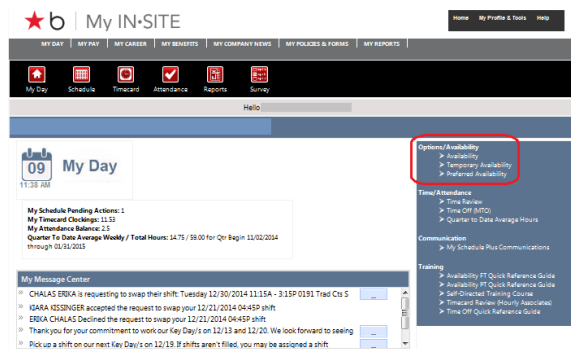 b | My IN•SITE
Home My Profile & Tools Help
MY DAY | MY PAY | MY CAREER | MY BENEFITS | MY COMPANY NEWS | MY POLICIES & FORMS | MY REPORTS |
My Day Schedule Timecard Attendance Reports Survey
Hello
09
My Day
11:38 AM
My Schedule Pending Actions: 1
My Timecard Clockings: 11.53
My Attendance Balance: 2.5
Quarter To Date Average Weekly / Total Hours: 14.75 / 59.00 for Qtr Begin 11/02/2014
through 01/31/2015
My Message Center
» CHALAS ERIKA is requesting to swap their shift: Tuesday 12/30/2014 11:15A - 3:15P 0191 Trad Cts S ...
» KIARA KISSINGER accepted the request to swap your 12/21/2014 04:45P shift
» ERIKA CHALAS Declined the request to swap your 12/21/2014 04:45P shift
» Thank you for your commitment to work our Key Day/s on 12/13 and 12/20. We look forward to seeing ...
» Pick up a shift on our next Key Day/s on 12/19. If shifts aren't filled, you may be assigned a shift ...
Options/Availability
➤ Availability
➤ Temporary Availability
➤ Preferred Availability
Time/Attendance
➤ Time Review
➤ Time Off (MTO)
➤ Quarter to Date Average Hours
Communication
➤ My Schedule Plus Communications
Training
➤ Availability FT Quick Reference Guide
➤ Availability PT Quick Reference Guide
➤ Self-Directed Training Course
➤ Timecard Review (Hourly Associates)
➤ Time Off Quick Reference Guide